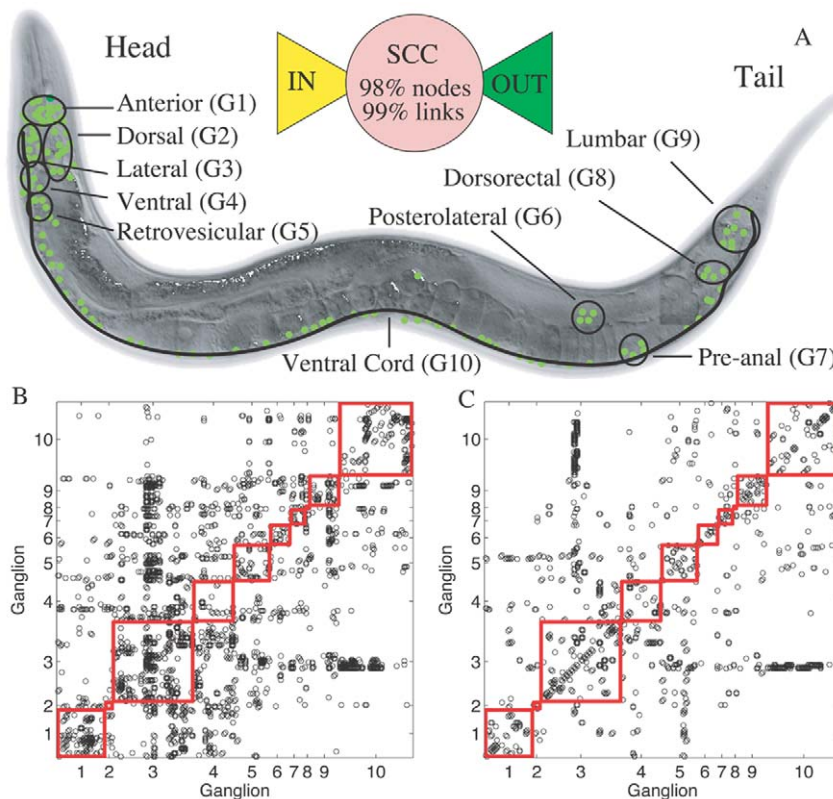 A
Head
SCC
IN
98% nodes
99% links
OUT
Tail
Anterior (G1)
Dorsal (G2)
Lateral (G3)
Ventral (G4)
Retrovesicular (G5)
Lumbar (G9)
Dorsorectal (G8)
Posterolateral (G6)
Ventral Cord (G10)
Pre-anal (G7)
B
Ganglion
10
9
8
7
6
5
4
3
2
1
1 2 3 4 5 6 7 8 9 10
Ganglion
C
Ganglion
10
9
8
7
6
5
4
3
2
1
1 2 3 4 5 6 7 8 9 10
Ganglion